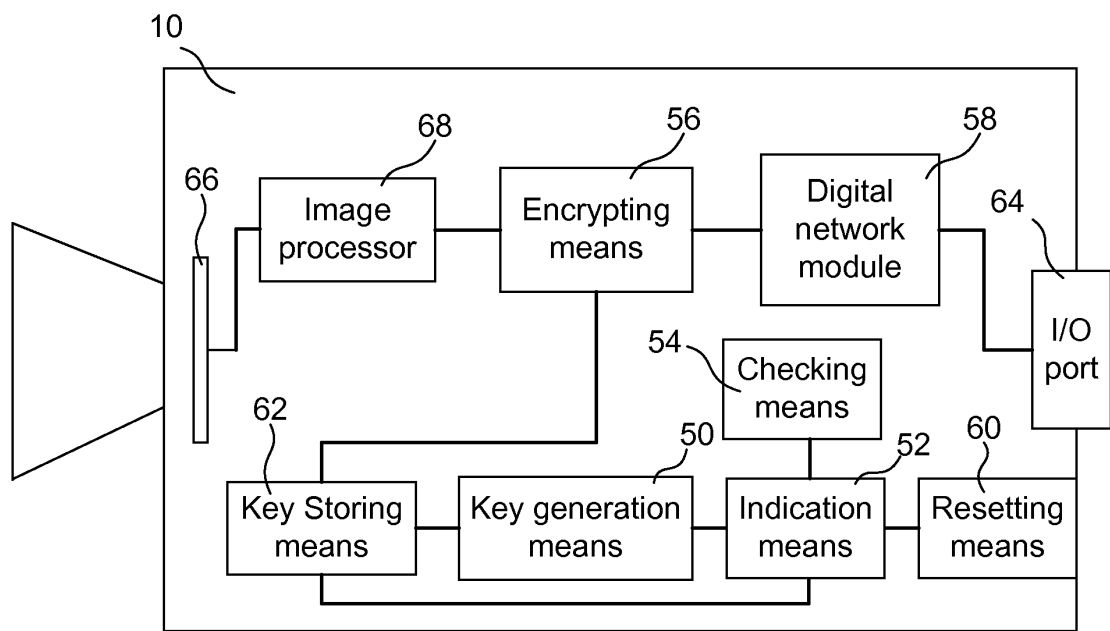 10
56
58
68
66
64
Image
processor
Encrypting
means
Digital
network
module
I/O
port
54
Checking
means
62
50
52
60
Key Storing
means
Key generation
means
Indication
means
Resetting
means